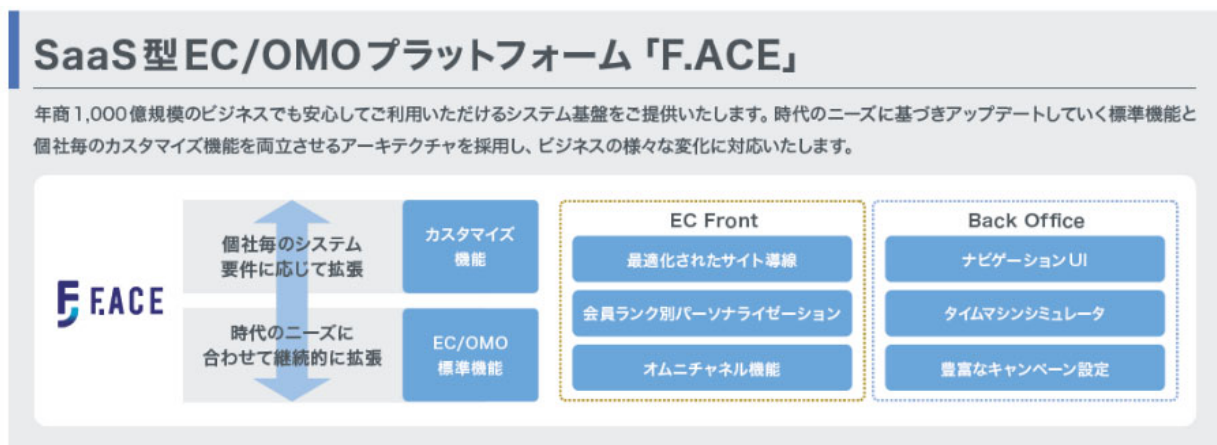 SaaS型EC/OMOプラットフォーム「F.ACE」
年商1,000億規模のビジネスでも安心してご利用いただけるシステム基盤をご提供いたします。時代のニーズに基づきアップデートしていく標準機能と
個社毎のカスタマイズ機能を両立させるアーキテクチャを採用し、ビジネスの様々な変化に対応いたします。
F.ACE
個社毎のシステム
要件に応じて拡張
カスタマイズ
機能
時代のニーズに
合わせて継続的に拡張
EC/OMO
標準機能
EC Front
最適化されたサイト導線
会員ランク別パーソナライゼーション
オムニチャネル機能
Back Office
ナビゲーションUI
タイムマシンシミュレータ
豊富なキャンペーン設定